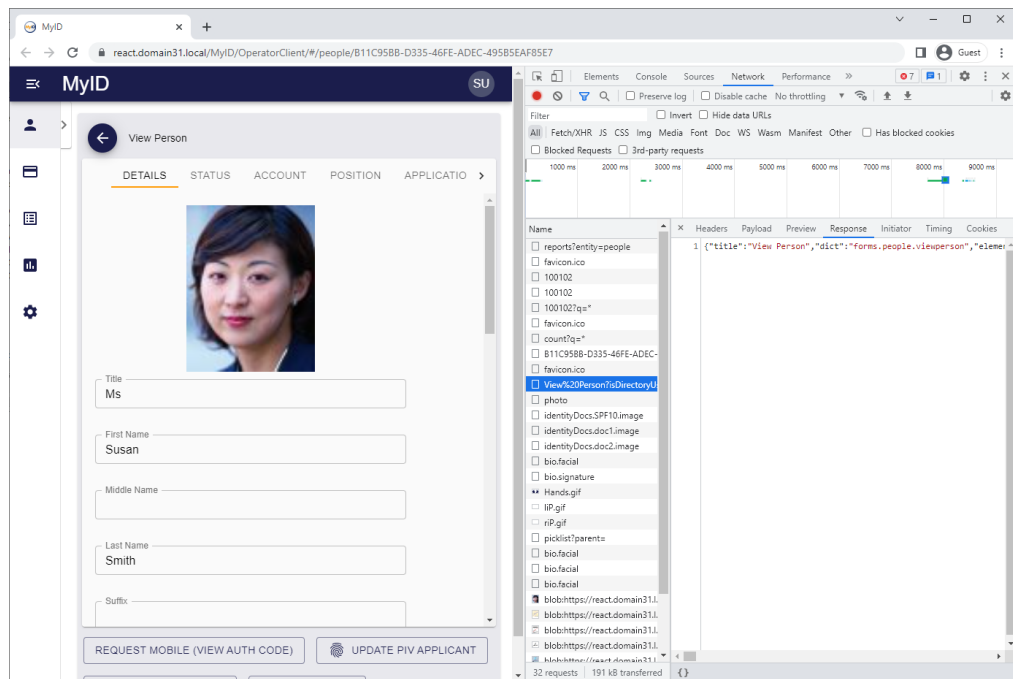 MyID
react.domain31.local/MyID/OperatorClient/#/people/B11C95BB-D335-46FE-ADEC-495B5EAF85E7
Guest
MyID
SU
View Person
DETAILS STATUS ACCOUNT POSITION APPLICATIO
Title
Ms
First Name
Susan
Middle Name
Last Name
Smith
Suffix
REQUEST MOBILE (VIEW AUTH CODE)
UPDATE PIV APPLICANT
Elements Console Sources Network Performance » 7 1
Preserve log Disable cache No throttling
Filter Invert Hide data URLs
All Fetch/XHR JS CSS Img Media Font Doc WS Wasm Manifest Other Has blocked cookies
Blocked Requests 3rd-party requests
1000 ms 2000 ms 3000 ms 4000 ms 5000 ms 6000 ms 7000 ms 8000 ms 9000 ms
Name
reports?entity=people
favicon.ico
100102
100102
100102?q=*
favicon.ico
count?q=*
B11C95BB-D335-46FE-ADEC-
favicon.ico
View%20Person?isDirectoryU
photo
identityDocs.SPF10.image
identityDocs.doc1.image
identityDocs.doc2.image
bio.facial
bio.signature
Hands.gif
liP.gif
riP.gif
picklist?parent=
bio.facial
bio.facial
bio.facial
blob:https://react.domain31.l.
blob:https://react.domain31.l.
blob:https://react.domain31.l.
blob:https://react.domain31.l.
blob:https://react.domain31.l.
32 requests 191 kB transferred
Headers Payload Preview Response Initiator Timing Cookies
1 {"title":"View Person","dict":"forms.people.viewperson","elemer
{}